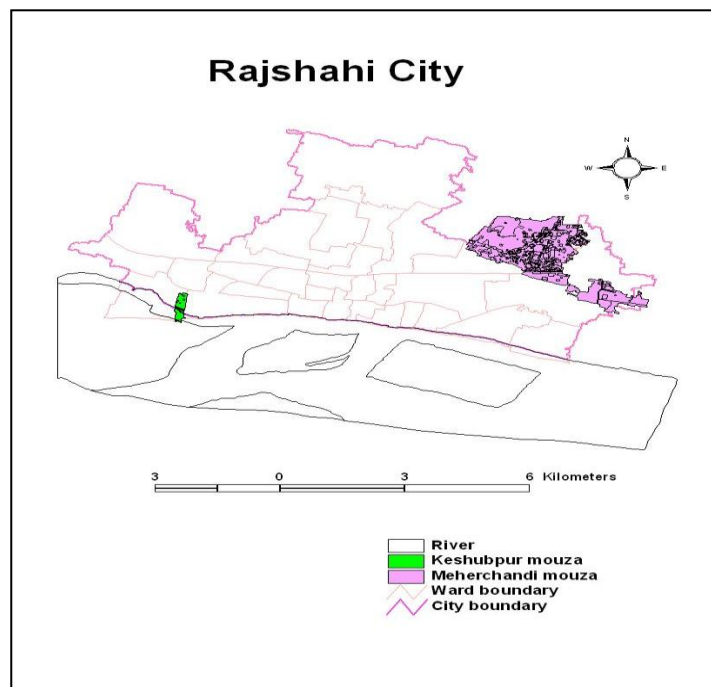 Rajshahi City
N
W E
S
3 0 3 6 Kilometers
River
Keshubpur mouza
Meherchandi mouza
Ward boundary
City boundary